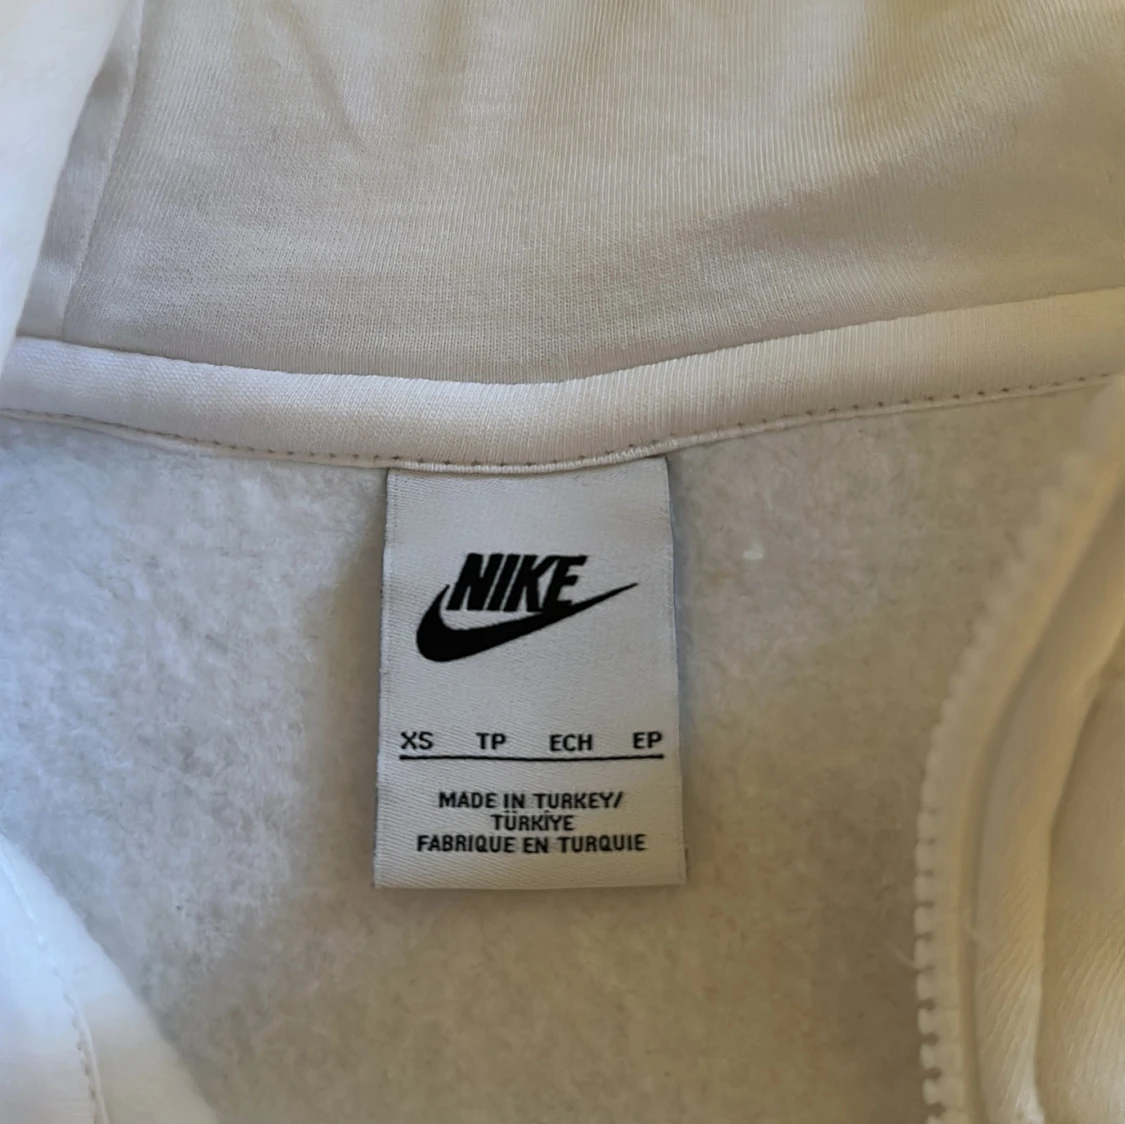 NIKE
XS TP ECH EP
MADE IN TURKEY/
TÜRKİYE
FABRIQUE EN TURQUIE